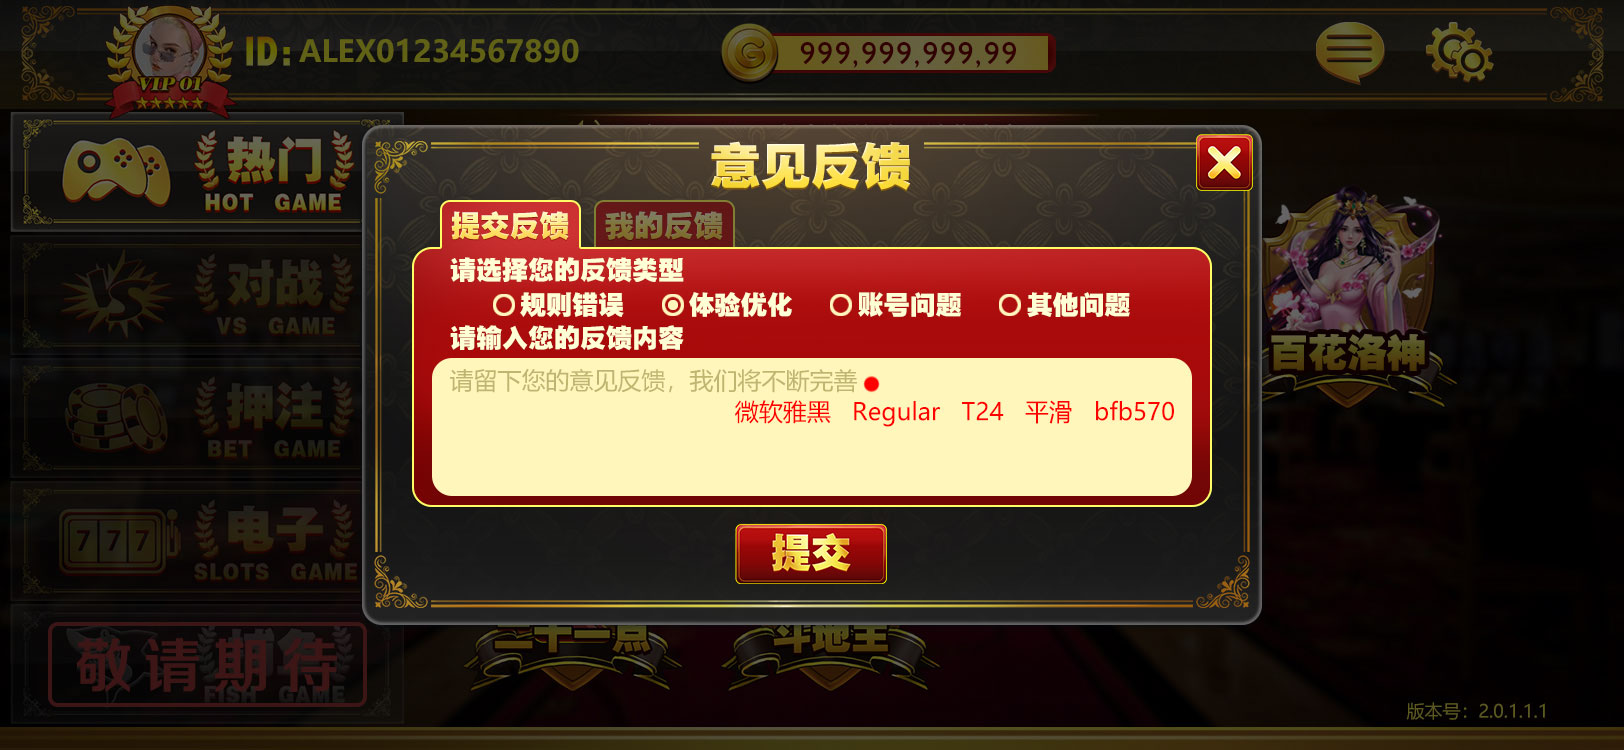 ID: ALEX01234567890
999,999,999,99
VIP 01
热门
HOT GAME
对战
VS GAME
押注
BET GAME
777
电子
SLOTS GAME
敬请期待
FISH GAME
意见反馈
提交反馈
我的反馈
请选择您的反馈类型
规则错误 体验优化 账号问题 其他问题
请输入您的反馈内容
请留下您的意见反馈，我们将不断完善
微软雅黑 Regular T24 平滑 bfb570
提交
百花洛神
二十一点
斗地主
版本号：2.0.1.1.1